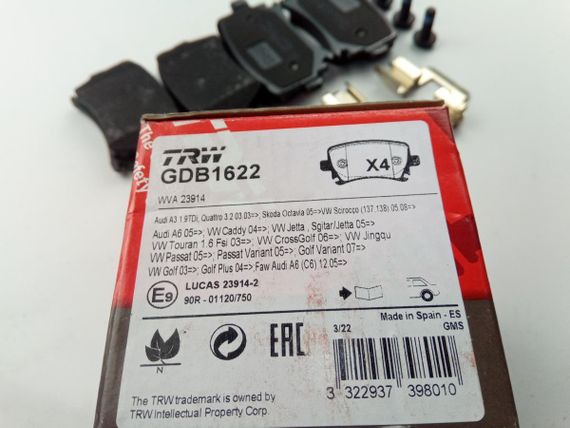 The
Safety
TRW
GDB1622
X4
WVA 23914
Audi A3 1.9TDi, Quattro 3.2 03.03=>, Skoda Octavia 05=>VW Scirocco (137.138) 05.08=>
Audi A6 05=>, VW Caddy 04=>, VW Jetta , Sgitar/Jetta 05=>
VW Touran 1.6 Fsi 03=>, VW CrossGolf 06=>, VW Jingqu
VW Passat 05=>, Passat Variant 05=>, Golf Variant 07=>
VW Golf 03=>, Golf Plus 04=>,Faw Audi A6 (C6) 12.05=>
E9 LUCAS 23914-2
90R - 01120/750
Made in Spain - ES
3/22 GMS
EAC
N
The TRW trademark is owned by
TRW Intellectual Property Corp.
3 322937 398010